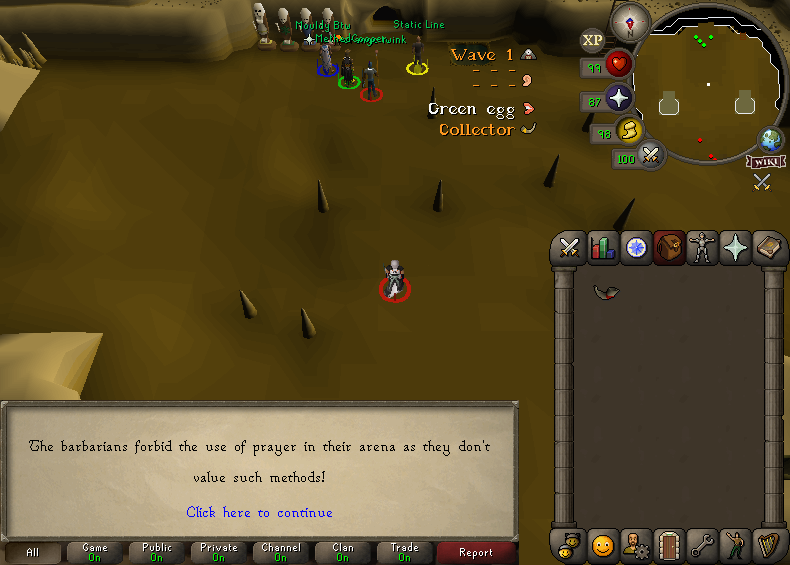 Mouldy Btw
Static Line
Wave 1
- - -
- - -
Green egg
Collector
XP
99
87
98
100
WIKI
The barbarians forbid the use of prayer in their arena as they don't
value such methods!
Click here to continue
All
Game
On
Public
On
Private
On
Channel
On
Clan
On
Trade
On
Report